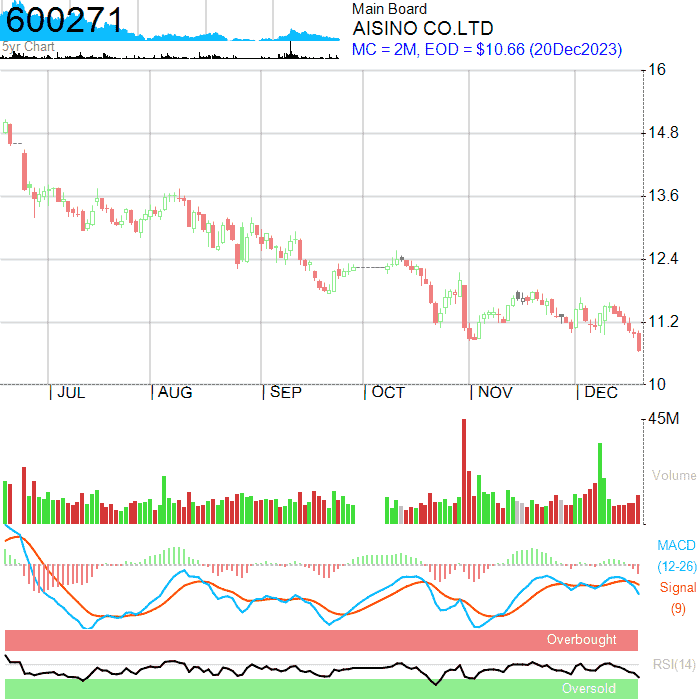 600271
5yr Chart
Main Board
AISINO CO.LTD
MC = 2M, EOD = $10.66 (20Dec2023)
16
14.8
13.6
12.4
11.2
10
JUL AUG SEP OCT NOV DEC
45M
Volume
MACD
(12-26)
Signal
(9)
Overbought
RSI(14)
Oversold